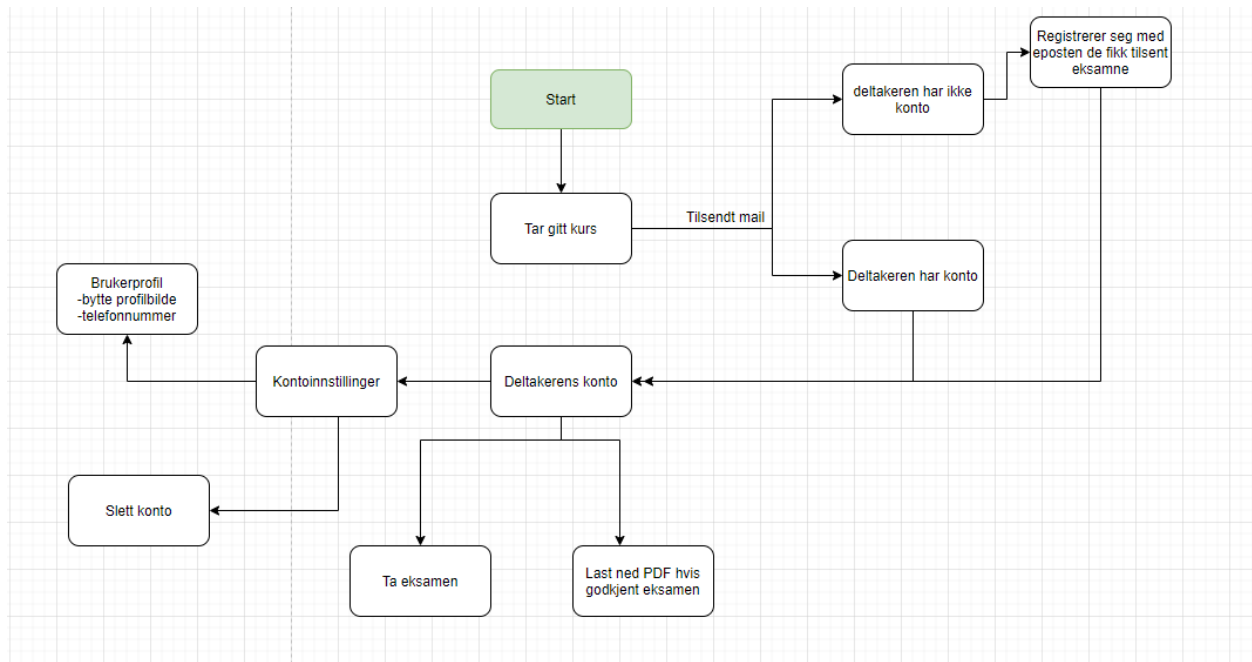 Registrerer seg med
eposten de fikk tilsent
eksamne
Start
deltakeren har ikke
konto
Tar gitt kurs
Tilsendt mail
Deltakeren har konto
Brukerprofil
-bytte profilbilde
-telefonnummer
Kontoinnstillinger
Deltakerens konto
Slett konto
Ta eksamen
Last ned PDF hvis
godkjent eksamen